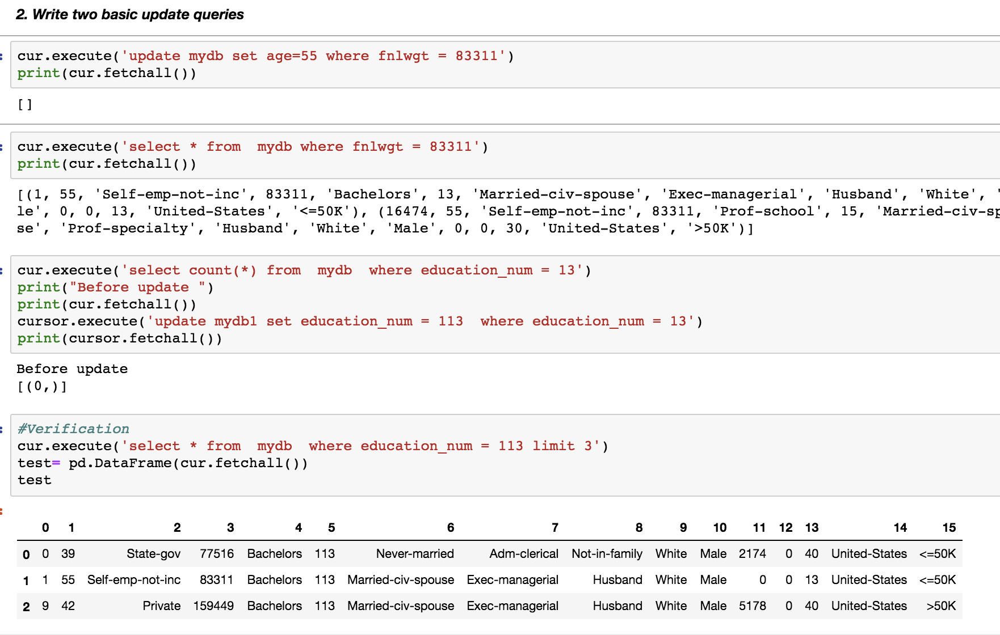 2. Write two basic update queries
cur.execute('update mydb set age=55 where fnlwgt = 83311')
print(cur.fetchall())
[]
cur.execute('select * from  mydb where fnlwgt = 83311')
print(cur.fetchall())
[(1, 55, 'Self-emp-not-inc', 83311, 'Bachelors', 13, 'Married-civ-spouse', 'Exec-managerial', 'Husband', 'White', '
le', 0, 0, 13, 'United-States', '<=50K'), (16474, 55, 'Self-emp-not-inc', 83311, 'Prof-school', 15, 'Married-civ-sp
se', 'Prof-specialty', 'Husband', 'White', 'Male', 0, 0, 30, 'United-States', '>50K')]
cur.execute('select count(*) from  mydb  where education_num = 13')
print("Before update ")
print(cur.fetchall())
cursor.execute('update mydb1 set education_num = 113  where education_num = 13')
print(cursor.fetchall())
Before update
[(0,)]
#Verification
cur.execute('select * from  mydb  where education_num = 113 limit 3')
test= pd.DataFrame(cur.fetchall())
test
0 1 2 3 4 5 6 7 8 9 10 11 12 13 14 15
0 0 39 State-gov 77516 Bachelors 113 Never-married Adm-clerical Not-in-family White Male 2174 0 40 United-States <=50K
1 1 55 Self-emp-not-inc 83311 Bachelors 113 Married-civ-spouse Exec-managerial Husband White Male 0 0 13 United-States <=50K
2 9 42 Private 159449 Bachelors 113 Married-civ-spouse Exec-managerial Husband White Male 5178 0 40 United-States >50K